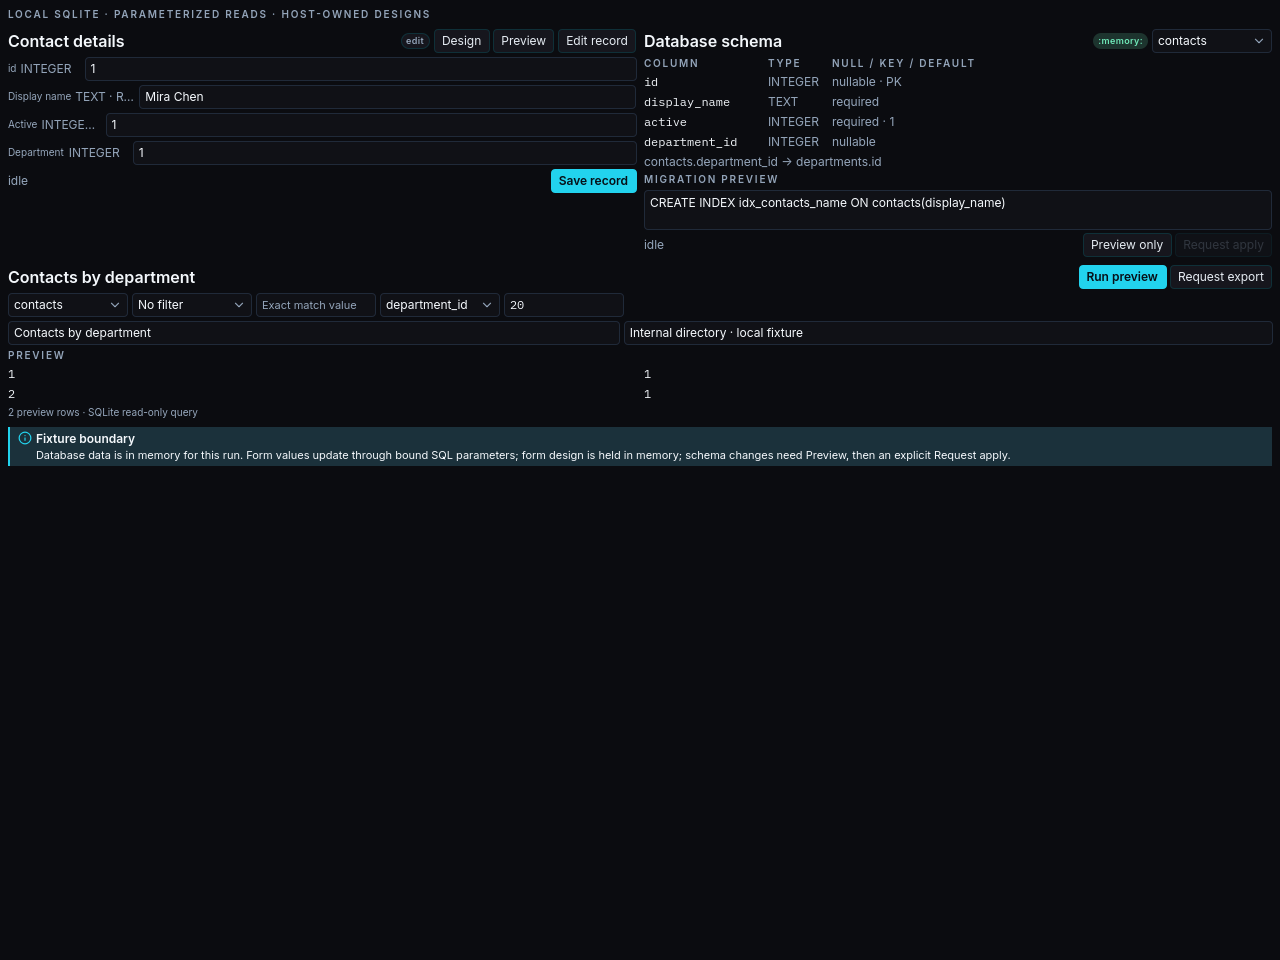 LOCAL SQLITE · PARAMETERIZED READS · HOST-OWNED DESIGNS
Contact details
edit
Design
Preview
Edit record
id INTEGER
1
Display name TEXT · R…
Mira Chen
Active INTEGE…
1
Department INTEGER
1
idle
Save record
Database schema
:memory:
contacts
COLUMN TYPE NULL / KEY / DEFAULT
id INTEGER nullable · PK
display_name TEXT required
active INTEGER required · 1
department_id INTEGER nullable
contacts.department_id → departments.id
MIGRATION PREVIEW
CREATE INDEX idx_contacts_name ON contacts(display_name)
idle
Preview only
Request apply
Contacts by department
Run preview
Request export
contacts
No filter
Exact match value
department_id
20
Contacts by department
Internal directory · local fixture
PREVIEW
1 1
2 1
2 preview rows · SQLite read-only query
Fixture boundary
Database data is in memory for this run. Form values update through bound SQL parameters; form design is held in memory; schema changes need Preview, then an explicit Request apply.